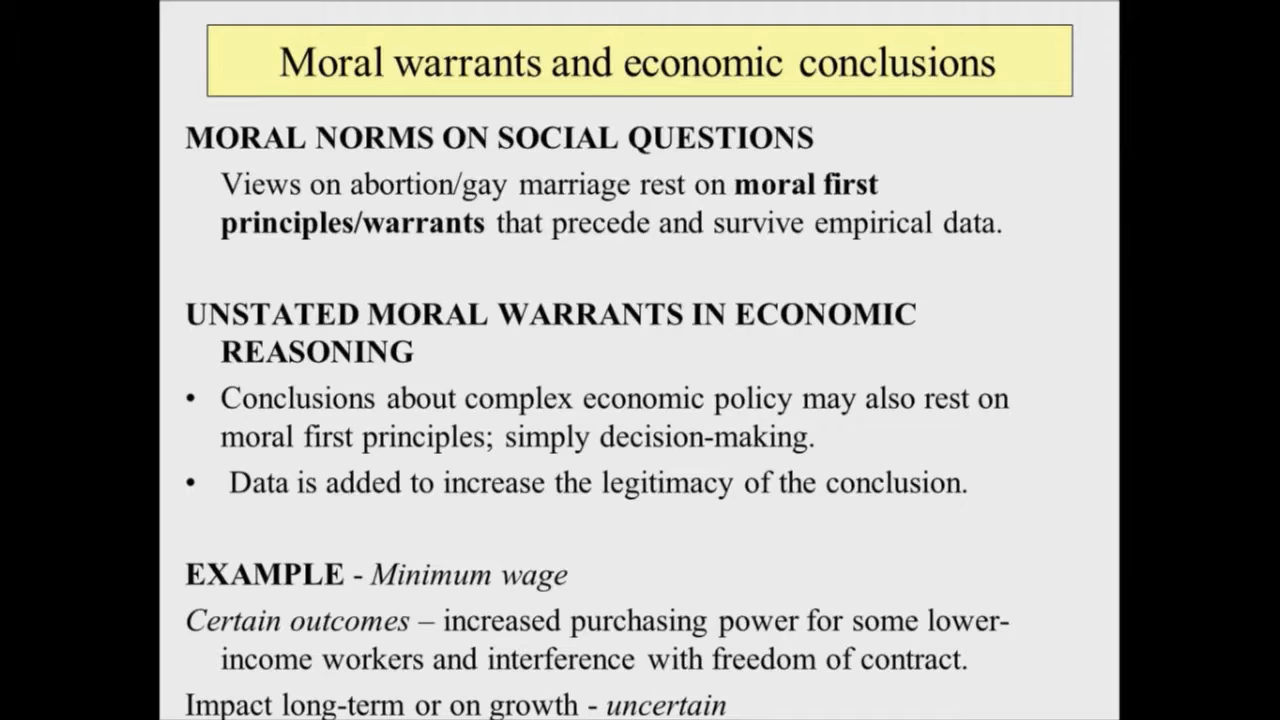 Moral warrants and economic conclusions
MORAL NORMS ON SOCIAL QUESTIONS
Views on abortion/gay marriage rest on moral first
principles/warrants that precede and survive empirical data.
UNSTATED MORAL WARRANTS IN ECONOMIC
REASONING
• Conclusions about complex economic policy may also rest on
moral first principles; simply decision-making.
• Data is added to increase the legitimacy of the conclusion.
EXAMPLE - Minimum wage
Certain outcomes – increased purchasing power for some lower-
income workers and interference with freedom of contract.
Impact long-term or on growth - uncertain